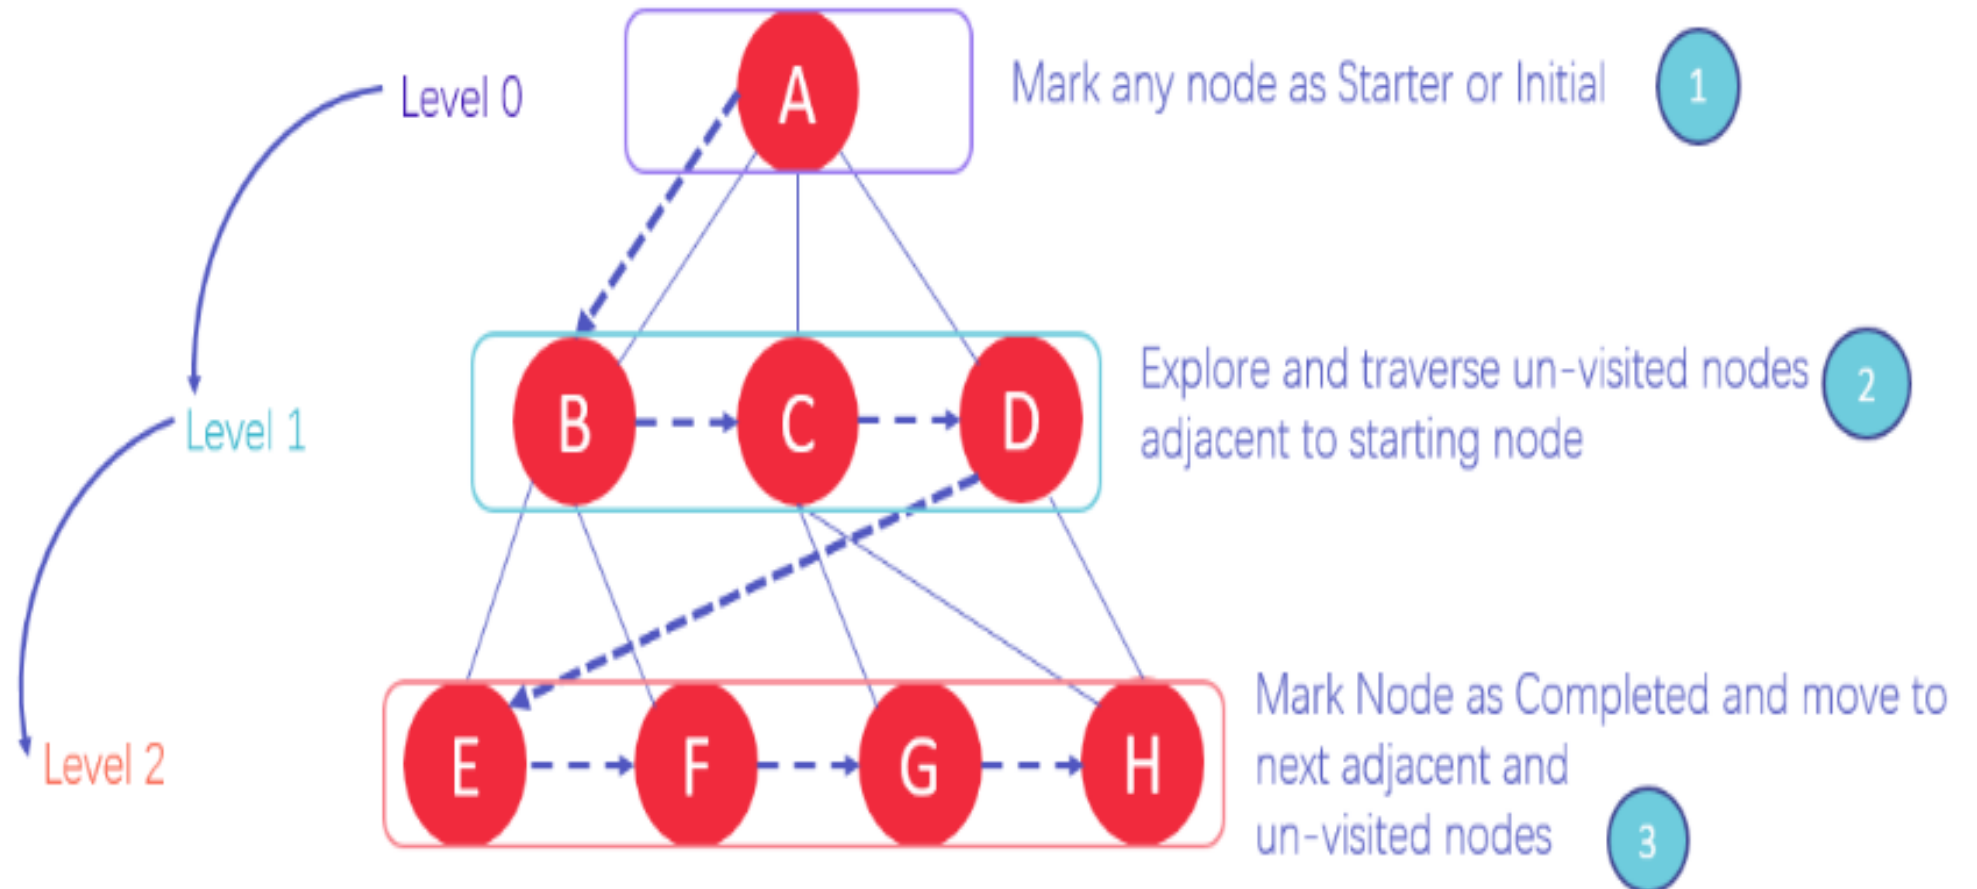 Level 0
A
Mark any node as Starter or Initial
1
Level 1
B
C
D
Explore and traverse un-visited nodes
adjacent to starting node
2
Level 2
E
F
G
H
Mark Node as Completed and move to
next adjacent and
un-visited nodes
3